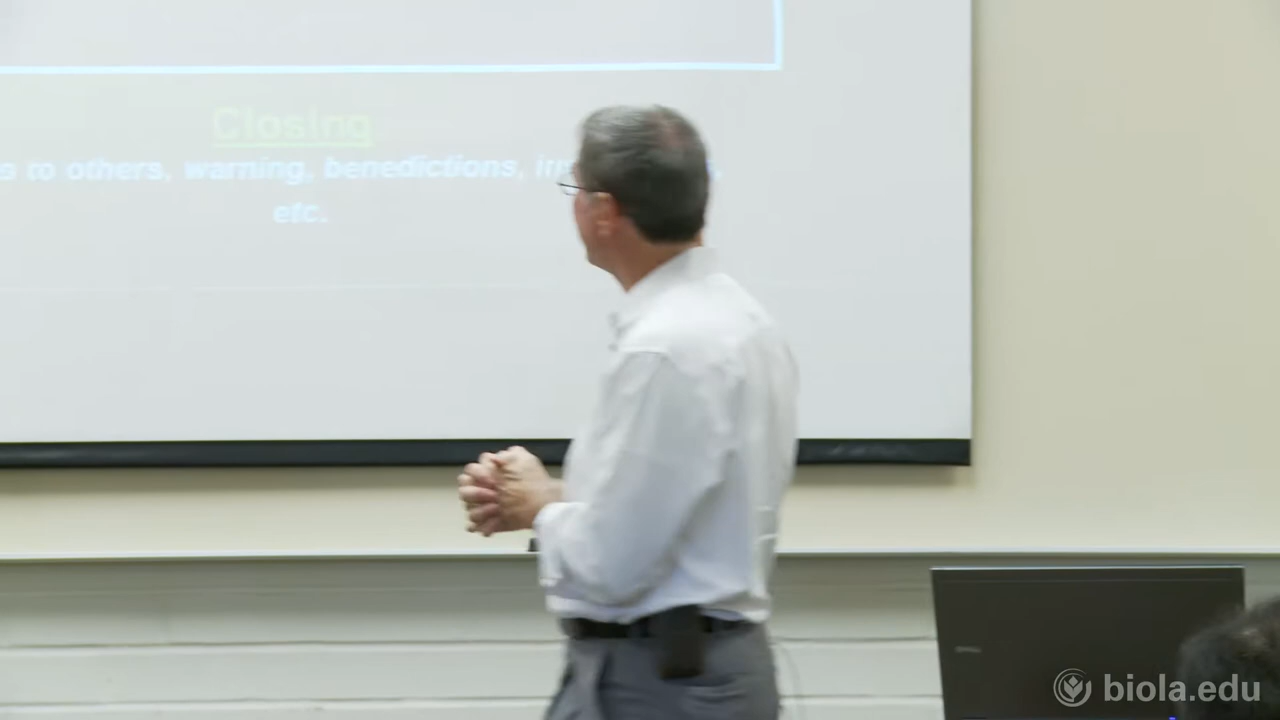 Closing
to others, warning, benedictions,
etc.
biola.edu